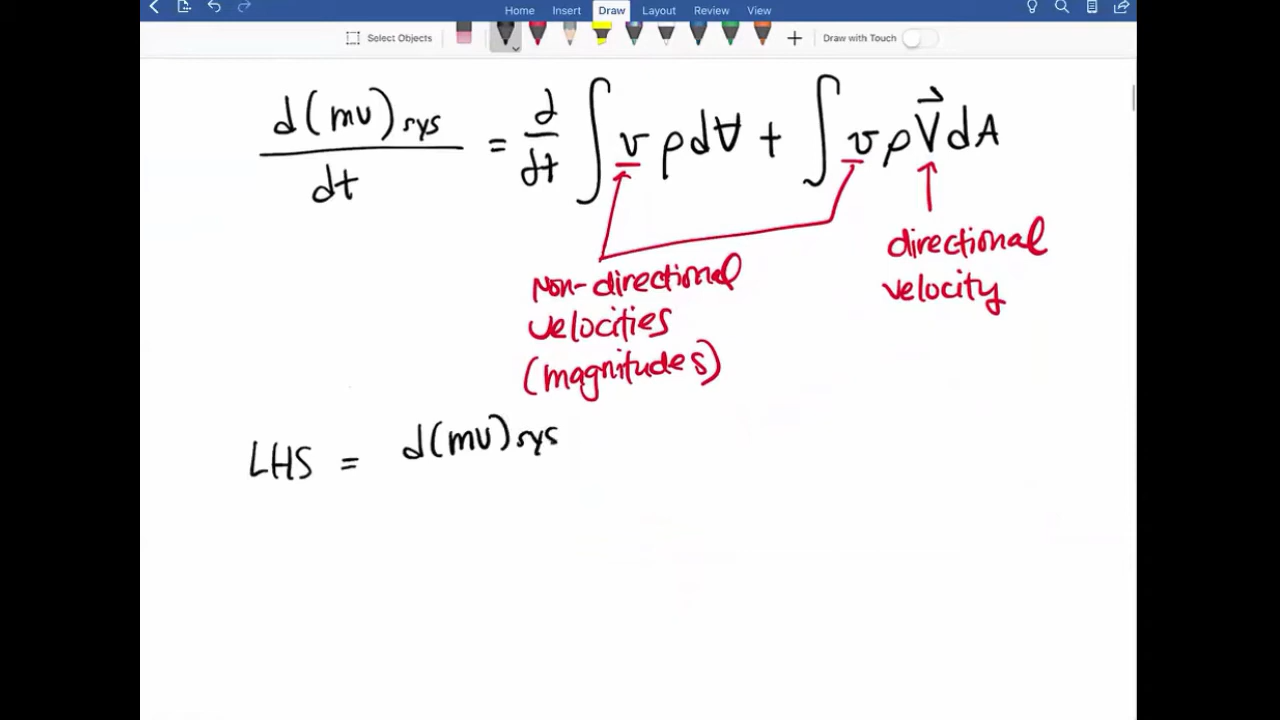 Home Insert Draw Layout Review View
Select Objects Draw with Touch
d(mv)sys / dt = ∂/∂t ∫ v ρ d∀ + ∫ v ρ V⃗ dA
Non-directional velocities (magnitudes)
directional velocity
LHS = d(mv)sys